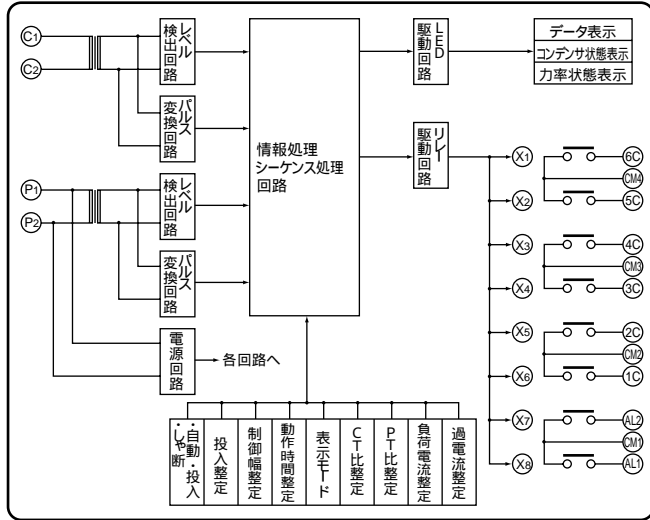 C1
C2
レベル
検出回路
パルス
変換回路
P1
P2
レベル
検出回路
パルス
変換回路
電源回路
各回路へ
情報処理
シーケンス処理
回路
LED
駆動回路
リレー
駆動回路
データ表示
コンデンサ状態表示
力率状態表示
X1
X2
X3
X4
X5
X6
X7
X8
6C
CM4
5C
4C
CM3
3C
2C
CM2
1C
AL2
CM1
AL1
・自動・投入
・しゃ断
投入整定
制御幅整定
動作時間整定
表示モード
CT比整定
PT比整定
負荷電流整定
過電流整定